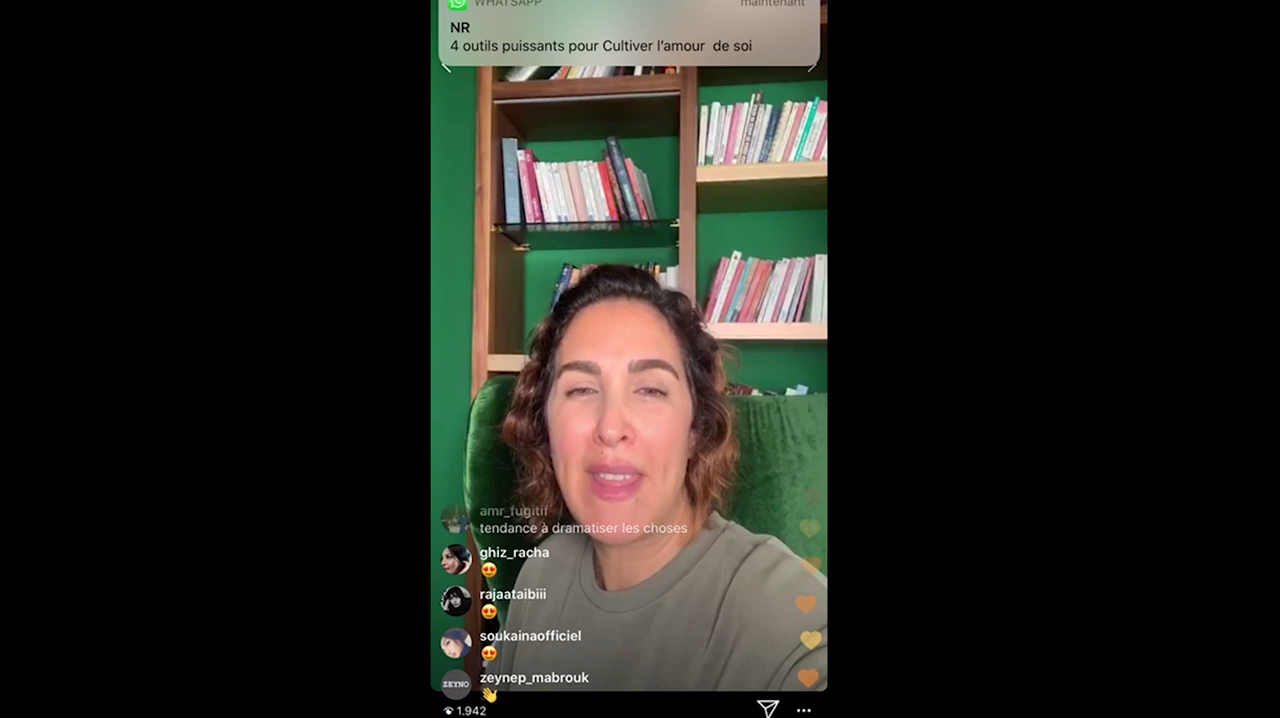 WHATSAPP
maintenant
NR
4 outils puissants pour Cultiver l'amour de soi
amr_fugitif
tendance à dramatiser les choses
ghiz_racha
😍
rajaataibiii
😍
soukainaofficiel
😍
zeynep_mabrouk
ZEYNO
👋
1.942